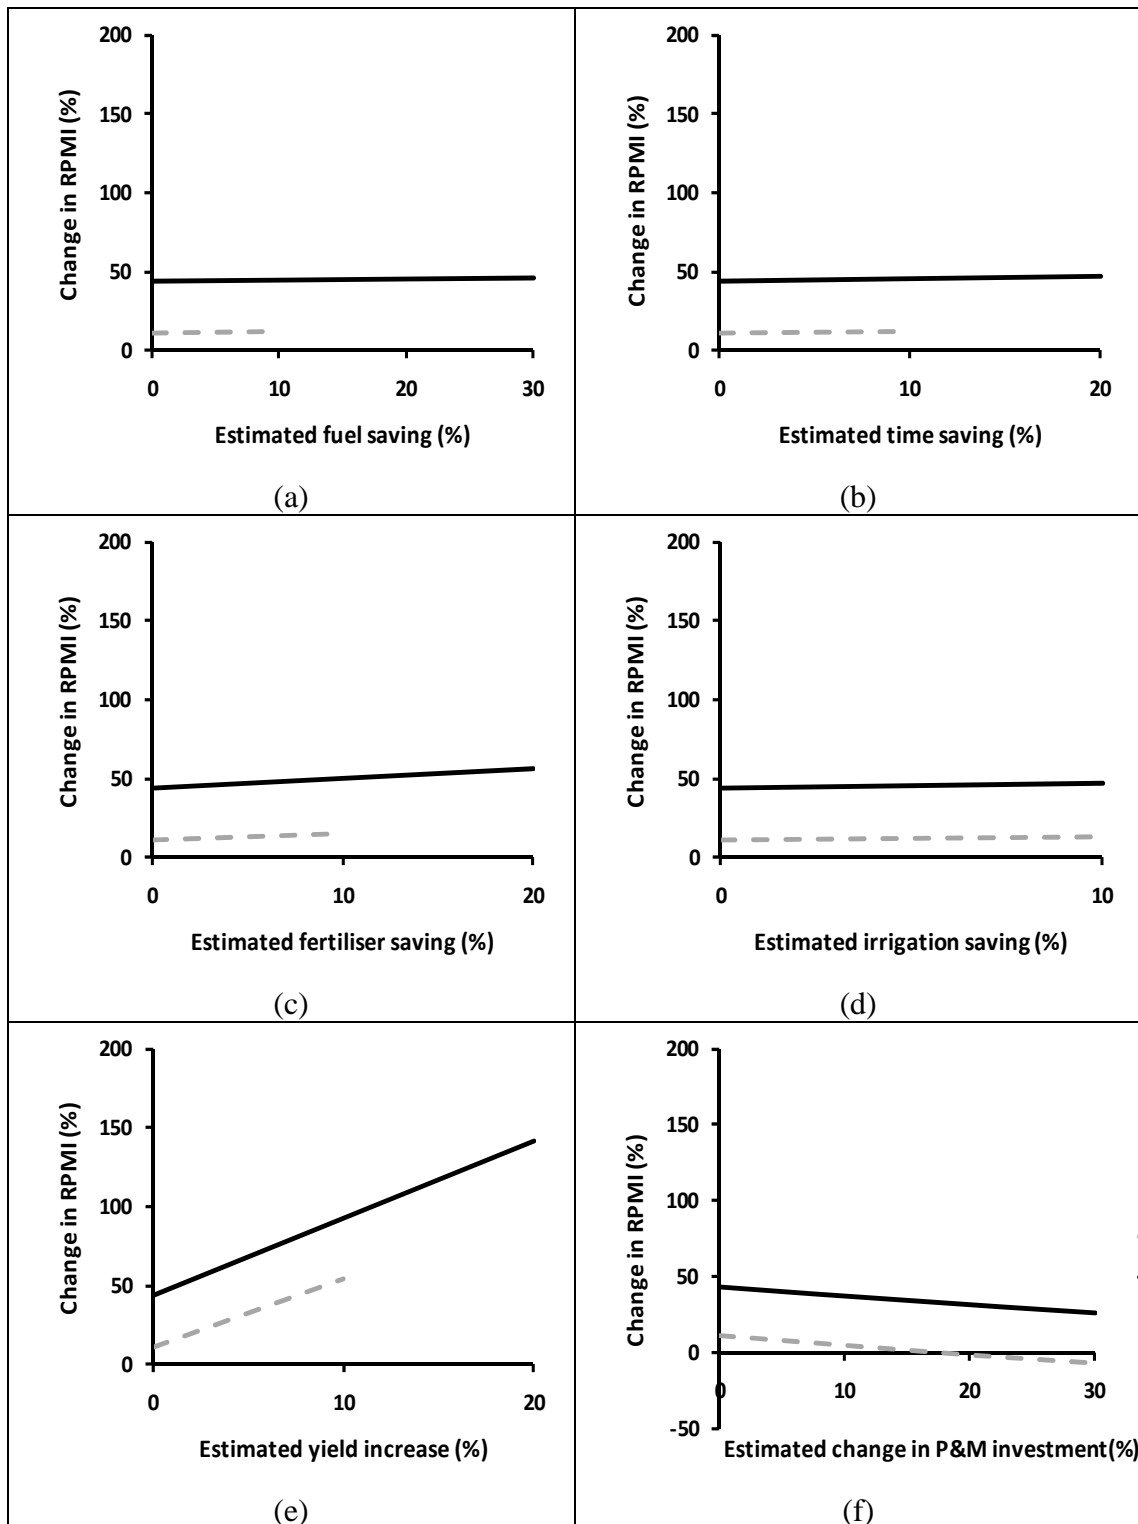 200
150
100
50
0
0 10 20 30
Change in RPMI (%)
Estimated fuel saving (%)
(a)
200
150
100
50
0
0 10 20
Change in RPMI (%)
Estimated time saving (%)
(b)
200
150
100
50
0
0 10 20
Change in RPMI (%)
Estimated fertiliser saving (%)
(c)
200
150
100
50
0
0 10
Change in RPMI (%)
Estimated irrigation saving (%)
(d)
200
150
100
50
0
0 10 20
Change in RPMI (%)
Estimated yield increase (%)
(e)
200
150
100
50
0
-50
0 10 20 30
Change in RPMI (%)
Estimated change in P&M investment(%)
(f)